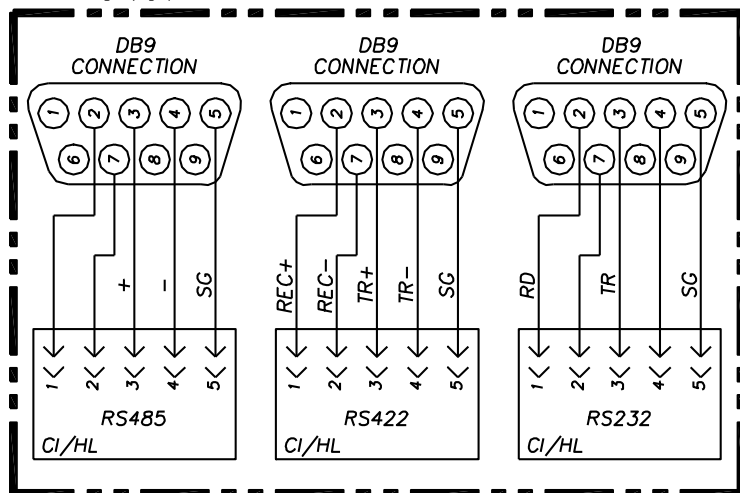 DB9
CONNECTION
1 2 3 4 5
6 7 8 9
+ - SG
1 2 3 4 5
RS485
CI/HL
DB9
CONNECTION
1 2 3 4 5
6 7 8 9
REC+ REC- TR+ TR- SG
1 2 3 4 5
RS422
CI/HL
DB9
CONNECTION
1 2 3 4 5
6 7 8 9
RD TR SG
1 2 3 4 5
RS232
CI/HL